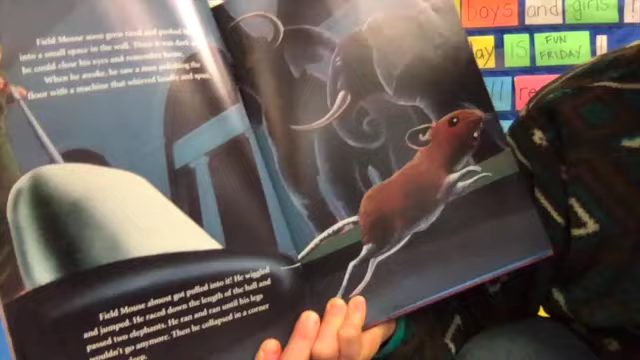 Field Mouse soon grew tired and pushed
into a small space in the wall. There it was dark
he could close his eyes and remember home.
When he awoke, he saw a man polishing the
floor with a machine that whirred loudly and spun.
Field Mouse almost got pulled into it! He wiggled
and jumped. He raced down the length of the hall and
passed two elephants. He ran and ran until his legs
wouldn't go anymore. Then he collapsed in a corner
boys and girls
ay IS FUN FRIDAY